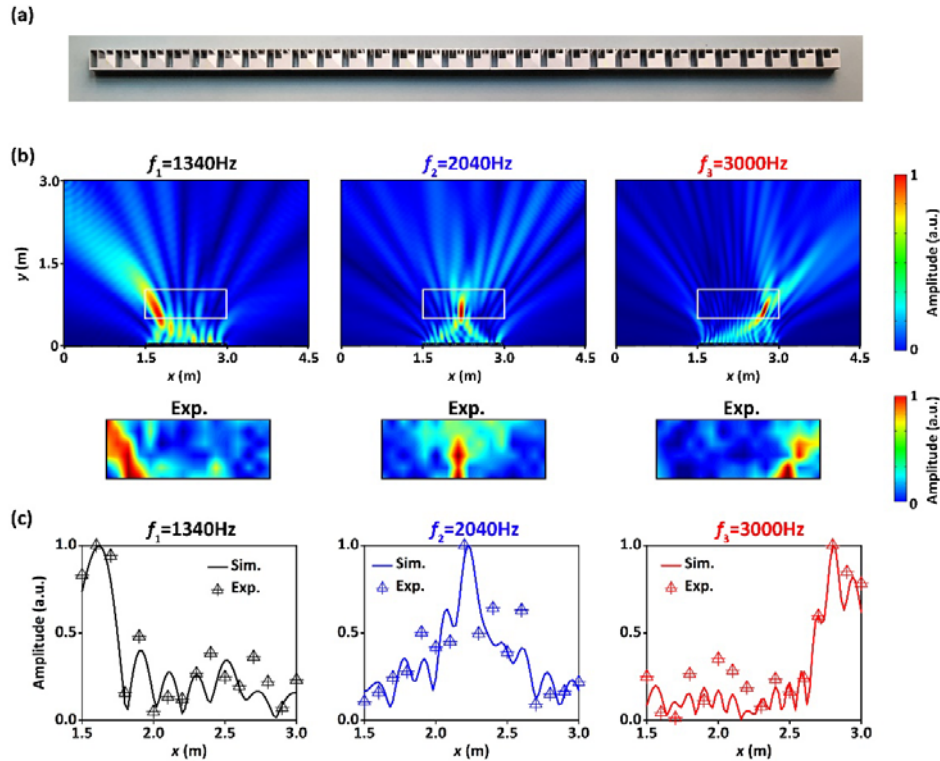 (a)
(b)
f1=1340Hz
f2=2040Hz
f3=3000Hz
3.0
1.5
0
y (m)
0 1.5 3.0 4.5
0 1.5 3.0 4.5
0 1.5 3.0 4.5
x (m)
x (m)
x (m)
1
0
Amplitude (a.u.)
Exp.
Exp.
Exp.
1
0
Amplitude (a.u.)
(c)
f1=1340Hz
f2=2040Hz
f3=3000Hz
1.0
0.5
0.0
Amplitude (a.u.)
Sim.
Exp.
1.5 2.0 2.5 3.0
x (m)
1.0
0.5
0.0
Sim.
Exp.
1.5 2.0 2.5 3.0
x (m)
1.0
0.5
0.0
Sim.
Exp.
1.5 2.0 2.5 3.0
x (m)